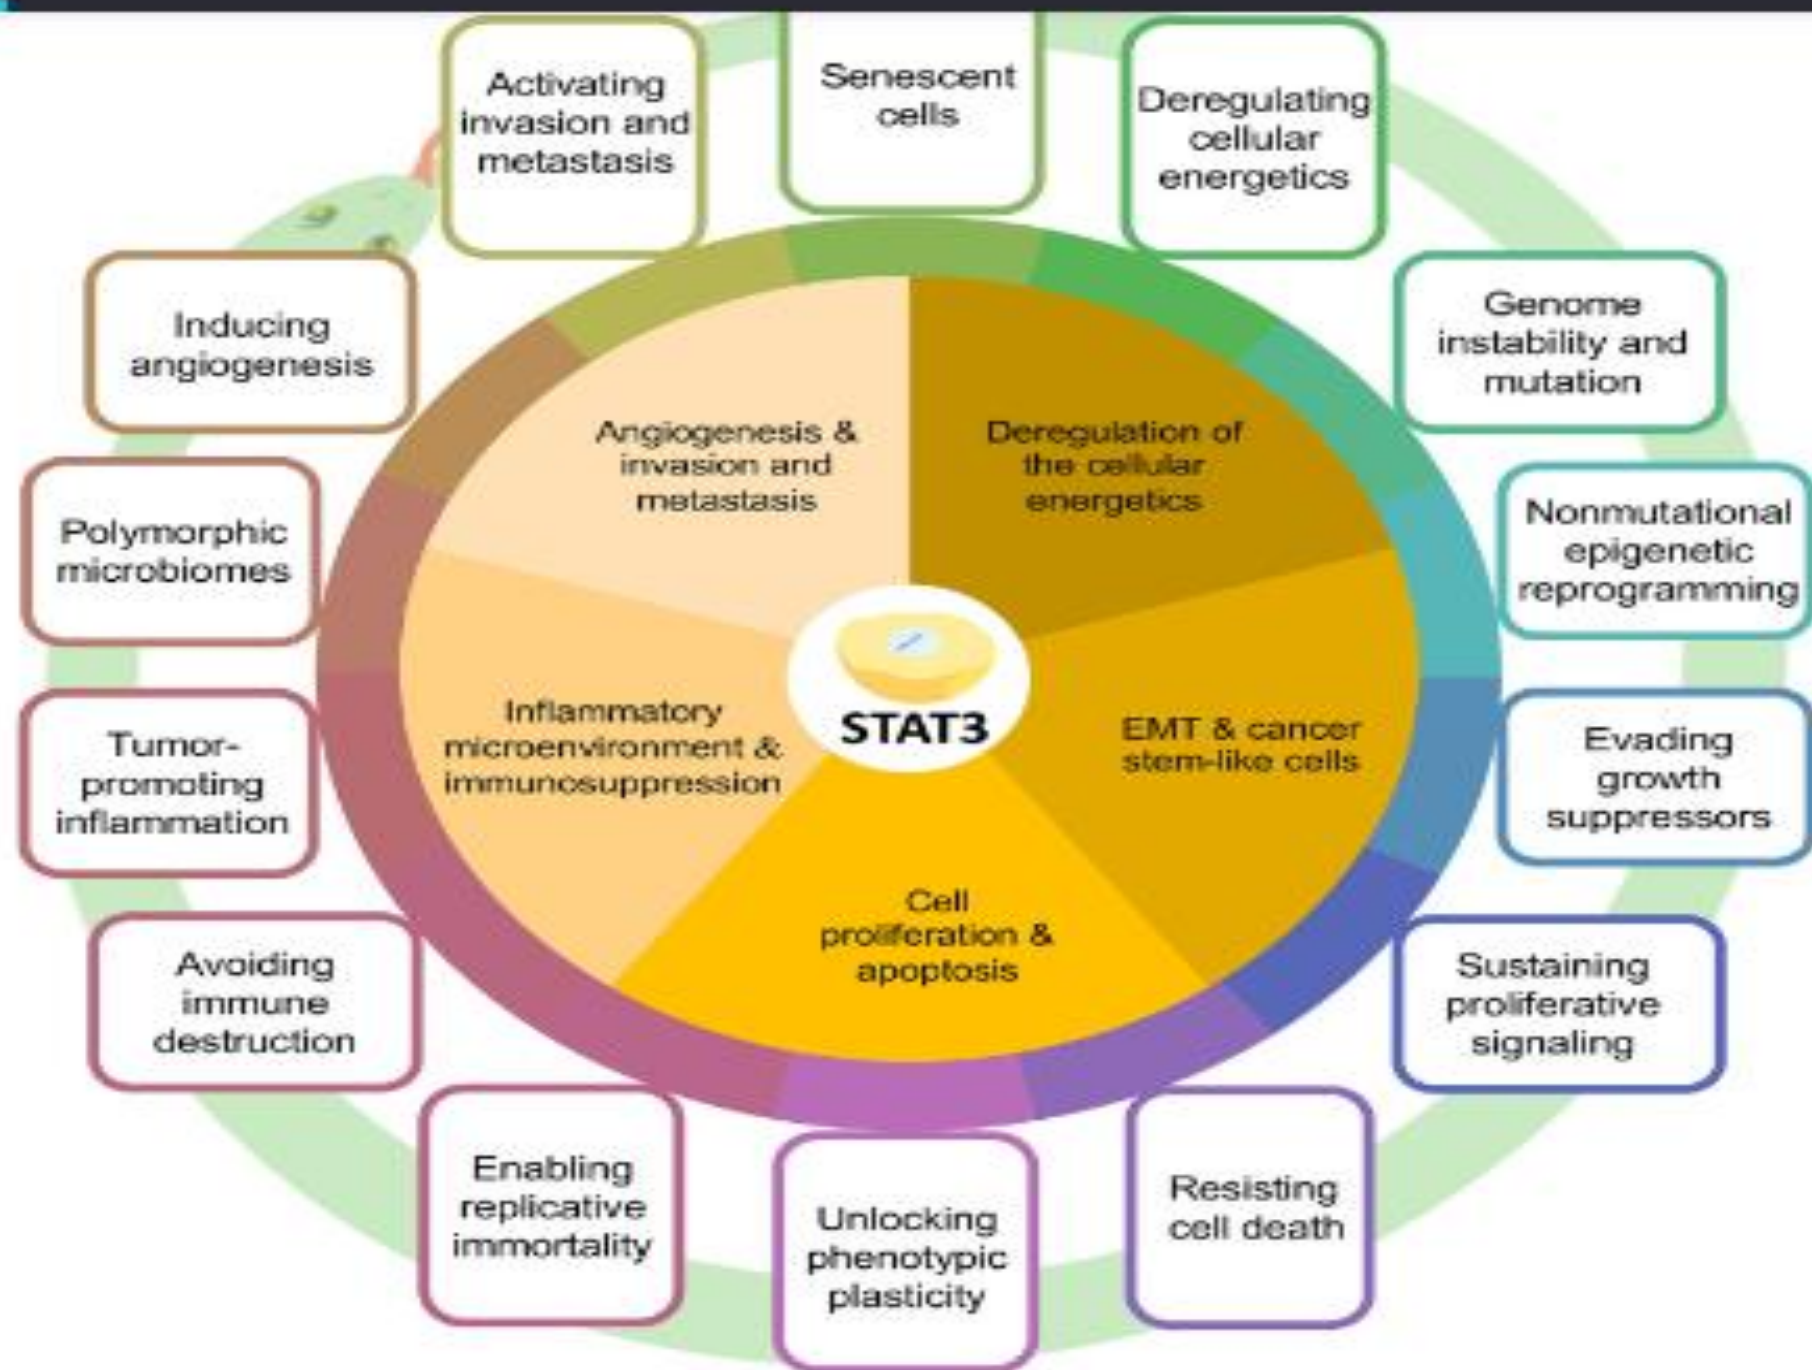 Senescent
cells
Deregulating
cellular
energetics
Genome
instability and
mutation
Nonmutational
epigenetic
reprogramming
Evading
growth
suppressors
Sustaining
proliferative
signaling
Resisting
cell death
Unlocking
phenotypic
plasticity
Enabling
replicative
immortality
Avoiding
immune
destruction
Tumor-
promoting
inflammation
Polymorphic
microbiomes
Inducing
angiogenesis
Activating
invasion and
metastasis
Angiogenesis &
invasion and
metastasis
Deregulation of
the cellular
energetics
EMT & cancer
stem-like cells
Cell
proliferation &
apoptosis
Inflammatory
microenvironment &
immunosuppression
STAT3